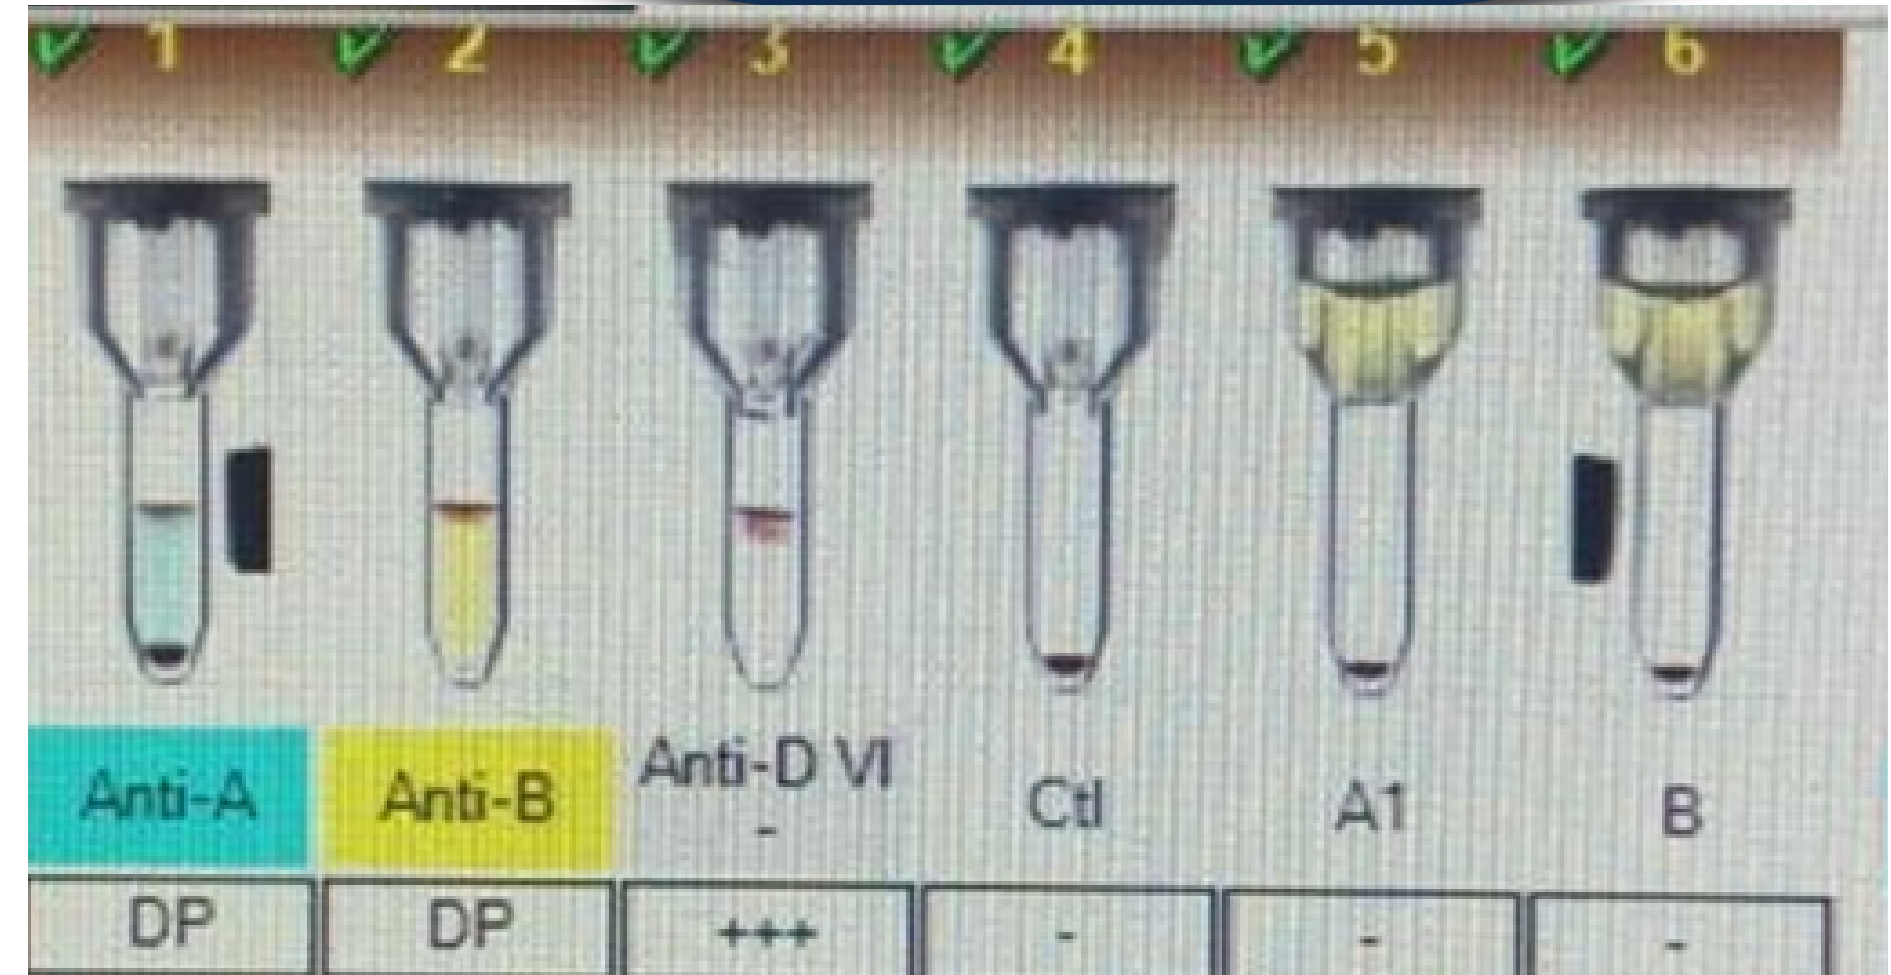 1 2 3 4 5 6
Anti-A Anti-B Anti-D VI Ctl A1 B
-
DP DP +++ - - -